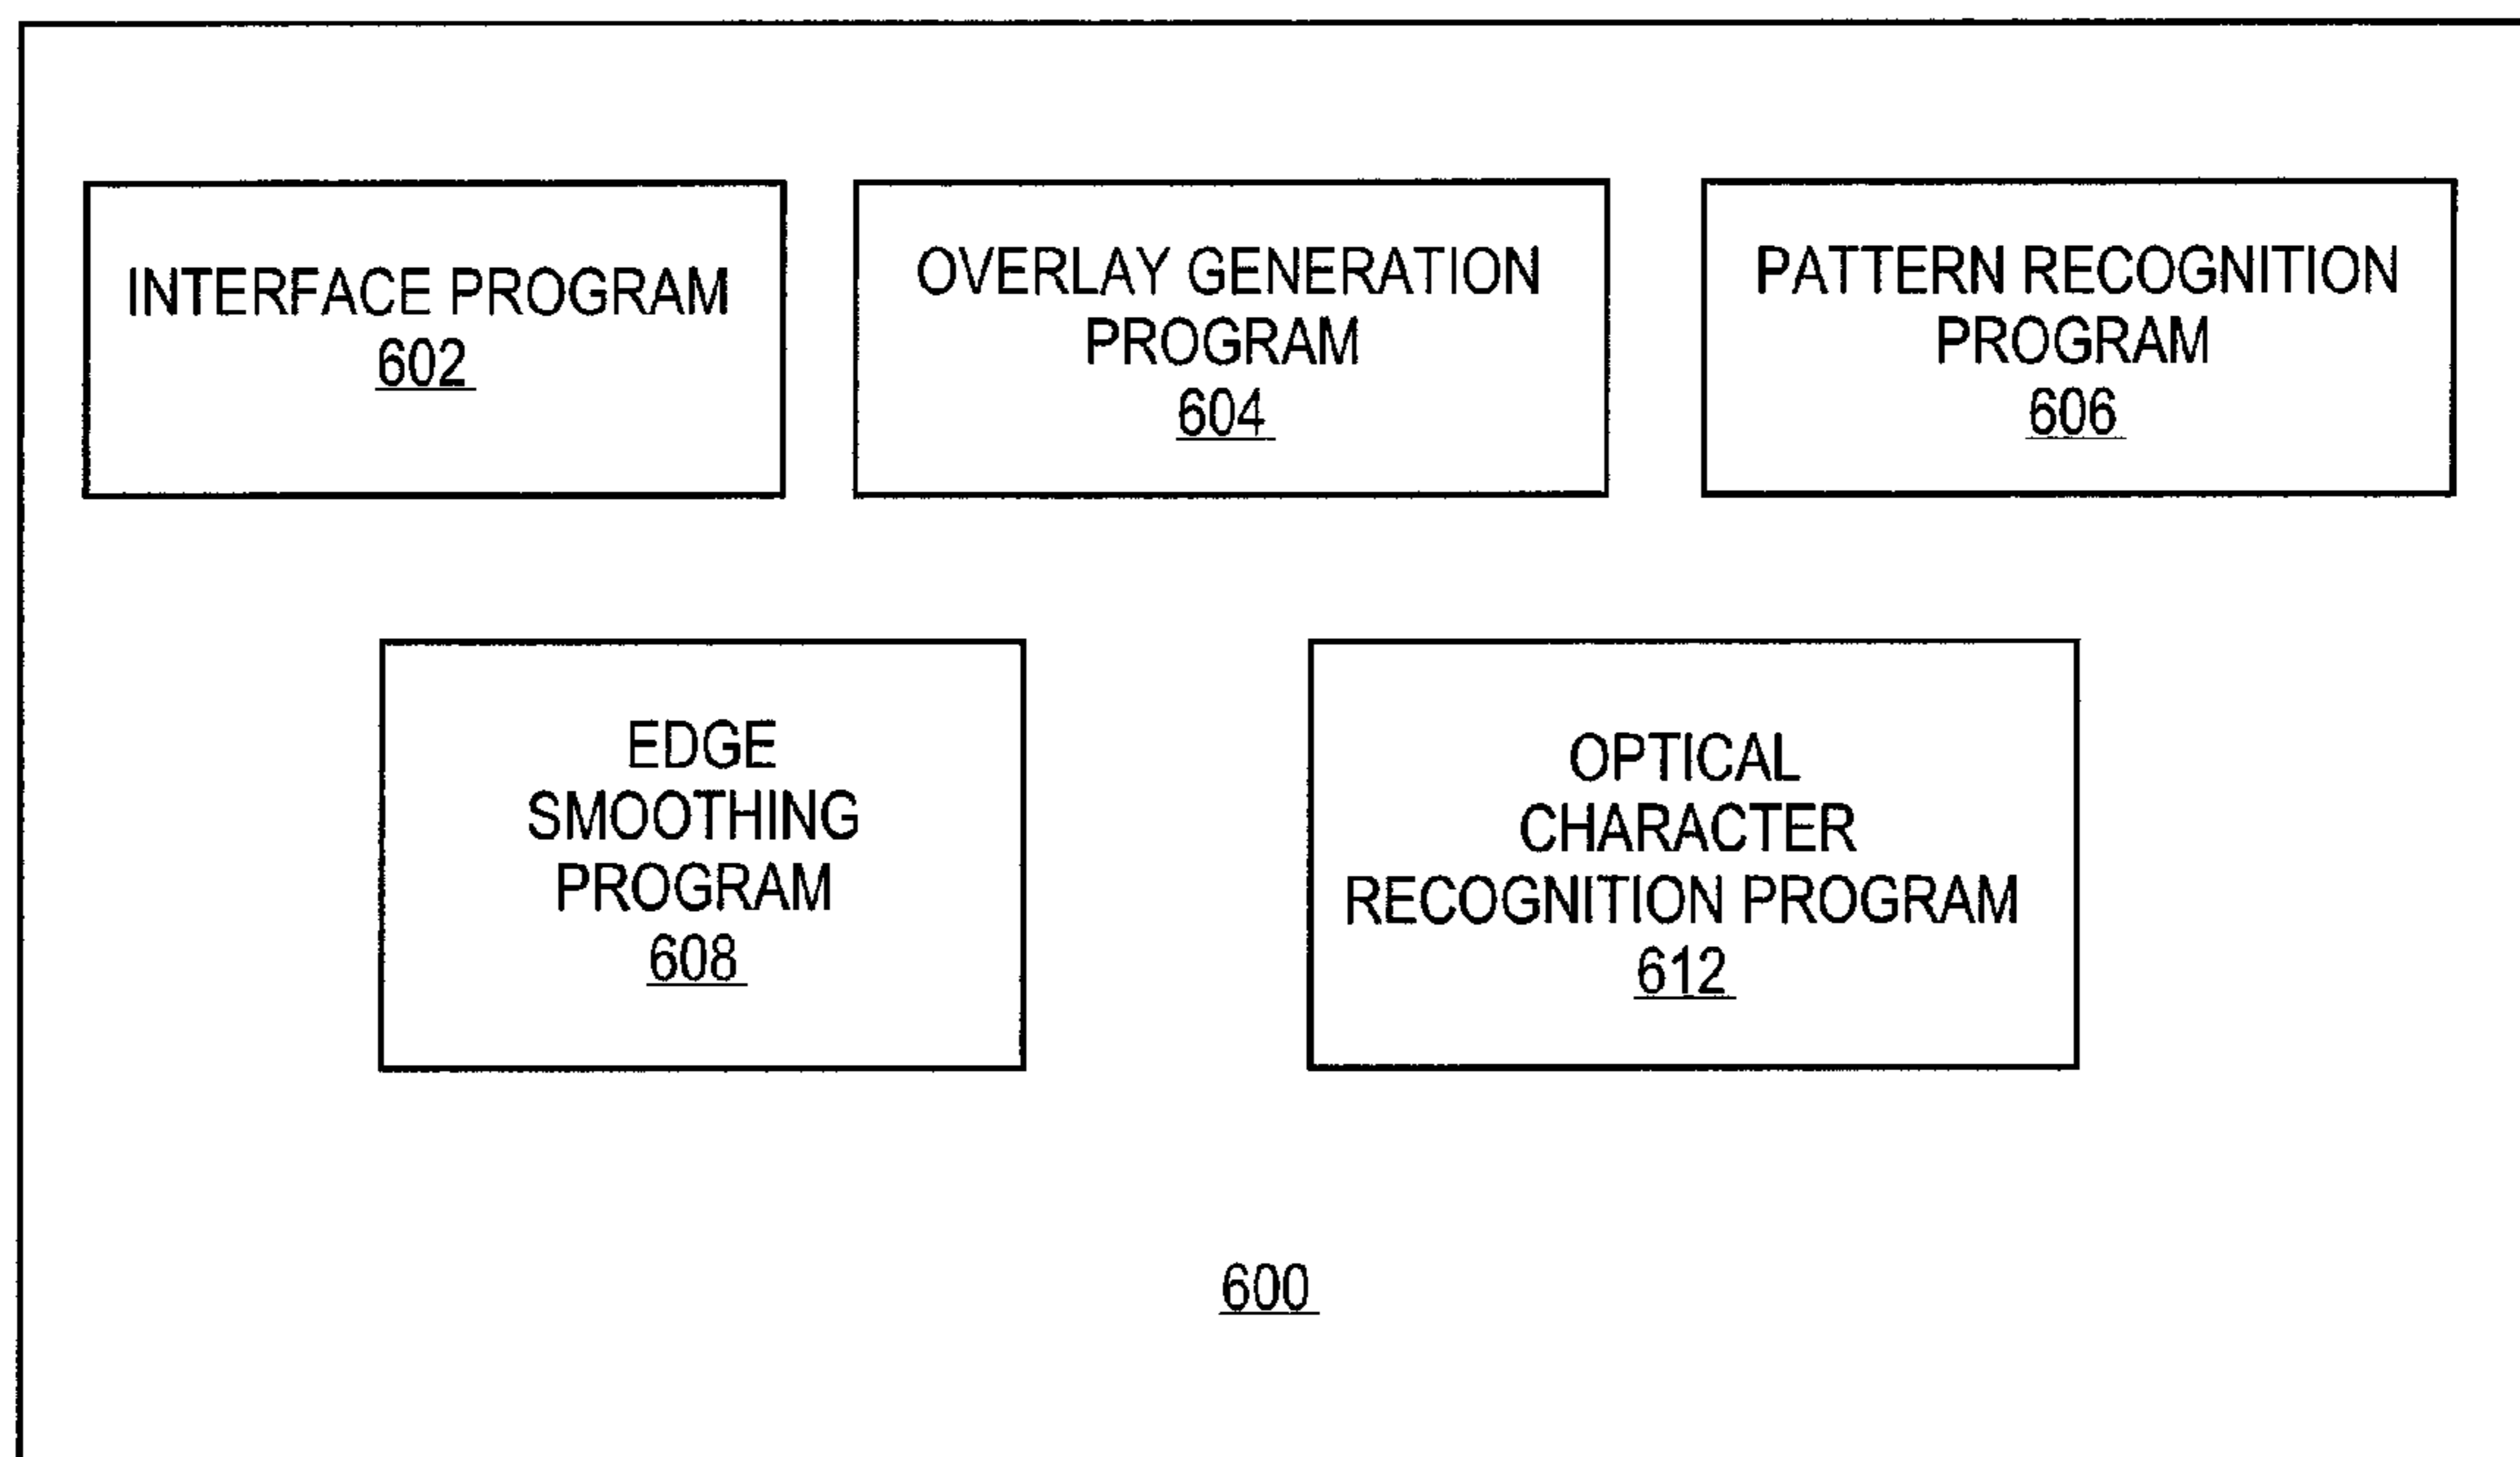 INTERFACE PROGRAM
602
OVERLAY GENERATION
PROGRAM
604
PATTERN RECOGNITION
PROGRAM
606
EDGE
SMOOTHING
PROGRAM
608
OPTICAL
CHARACTER
RECOGNITION PROGRAM
612
600